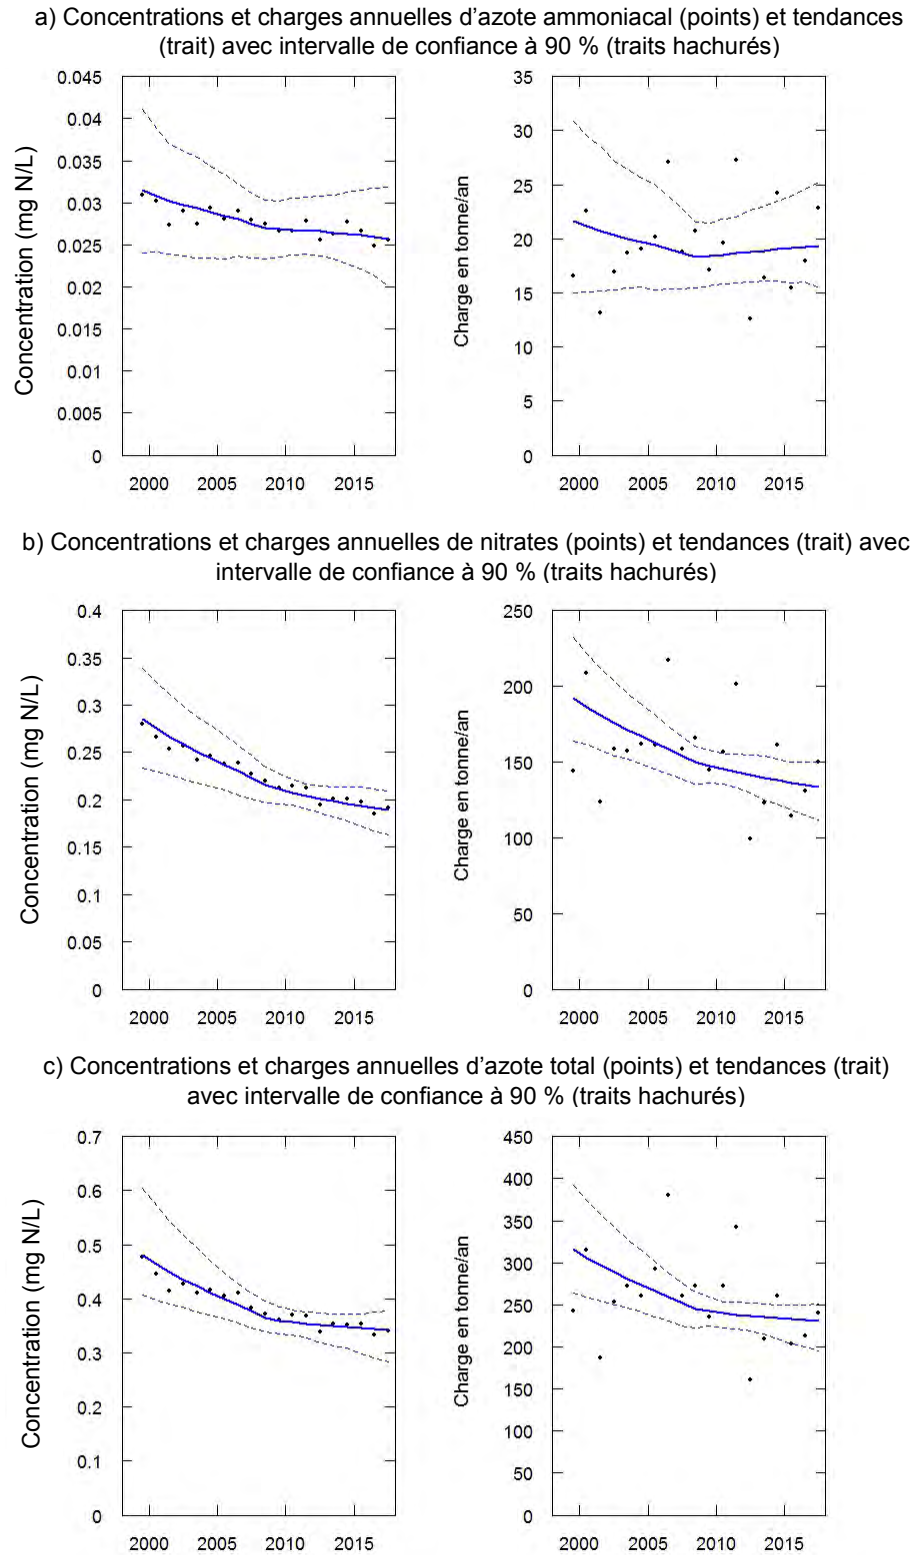 a) Concentrations et charges annuelles d'azote ammoniacal (points) et tendances
(trait) avec intervalle de confiance à 90 % (traits hachurés)
Concentration (mg N/L)
0.045
0.04
0.035
0.03
0.025
0.02
0.015
0.01
0.005
0
2000 2005 2010 2015
Charge en tonne/an
35
30
25
20
15
10
5
0
2000 2005 2010 2015
b) Concentrations et charges annuelles de nitrates (points) et tendances (trait) avec
intervalle de confiance à 90 % (traits hachurés)
Concentration (mg N/L)
0.4
0.35
0.3
0.25
0.2
0.15
0.1
0.05
0
2000 2005 2010 2015
Charge en tonne/an
250
200
150
100
50
0
2000 2005 2010 2015
c) Concentrations et charges annuelles d'azote total (points) et tendances (trait)
avec intervalle de confiance à 90 % (traits hachurés)
Concentration (mg N/L)
0.7
0.6
0.5
0.4
0.3
0.2
0.1
0
2000 2005 2010 2015
Charge en tonne/an
450
400
350
300
250
200
150
100
50
0
2000 2005 2010 2015